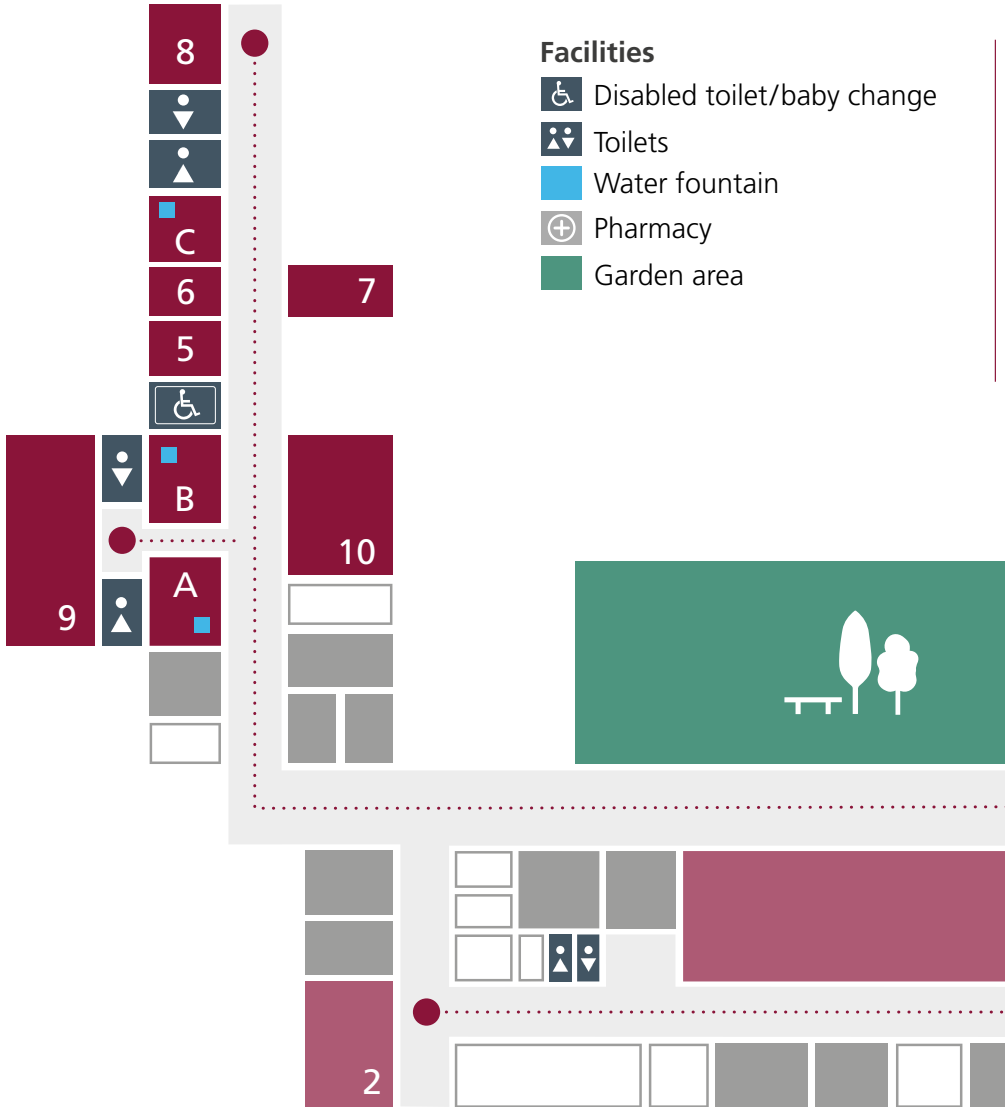 8
Facilities
Disabled toilet/baby change
Toilets
Water fountain
C
Pharmacy
6
7
Garden area
5
B
10
A
9
2